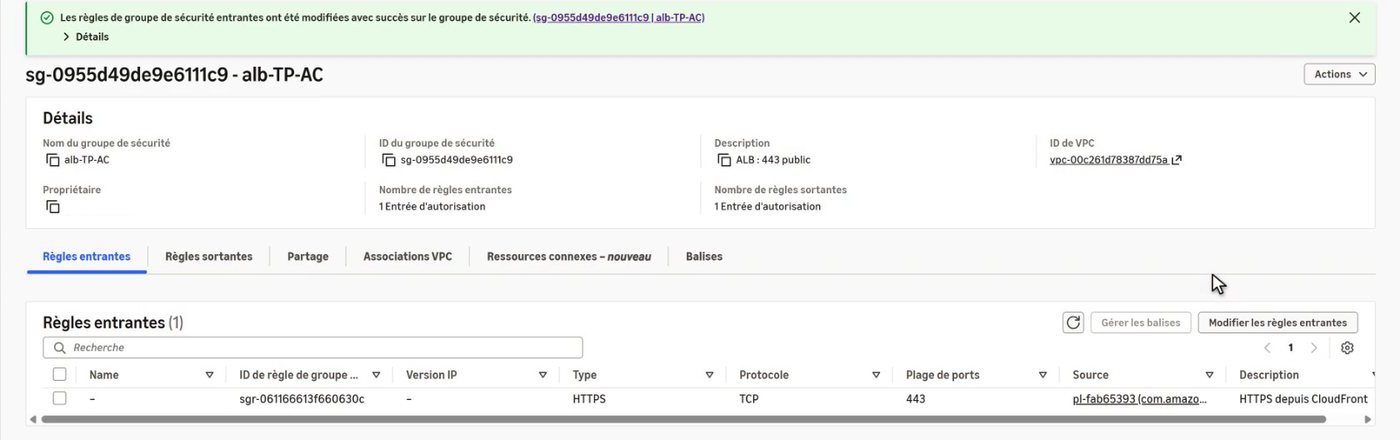 Les règles de groupe de sécurité entrantes ont été modifiées avec succès sur le groupe de sécurité. (sg-0955d49de9e6111c9 | alb-TP-AC)
Détails
sg-0955d49de9e6111c9 - alb-TP-AC
Actions
Détails
Nom du groupe de sécurité
alb-TP-AC
ID du groupe de sécurité
sg-0955d49de9e6111c9
Description
ALB : 443 public
ID de VPC
vpc-00c261d78387dd75a
Propriétaire
Nombre de règles entrantes
1 Entrée d'autorisation
Nombre de règles sortantes
1 Entrée d'autorisation
Règles entrantes
Règles sortantes
Partage
Associations VPC
Ressources connexes – nouveau
Balises
Règles entrantes (1)
Gérer les balises
Modifier les règles entrantes
Recherche
1
Name
ID de règle de groupe ...
Version IP
Type
Protocole
Plage de ports
Source
Description
–
sgr-061166613f660630c
–
HTTPS
TCP
443
pl-fab65393 (com.amazo...
HTTPS depuis CloudFront